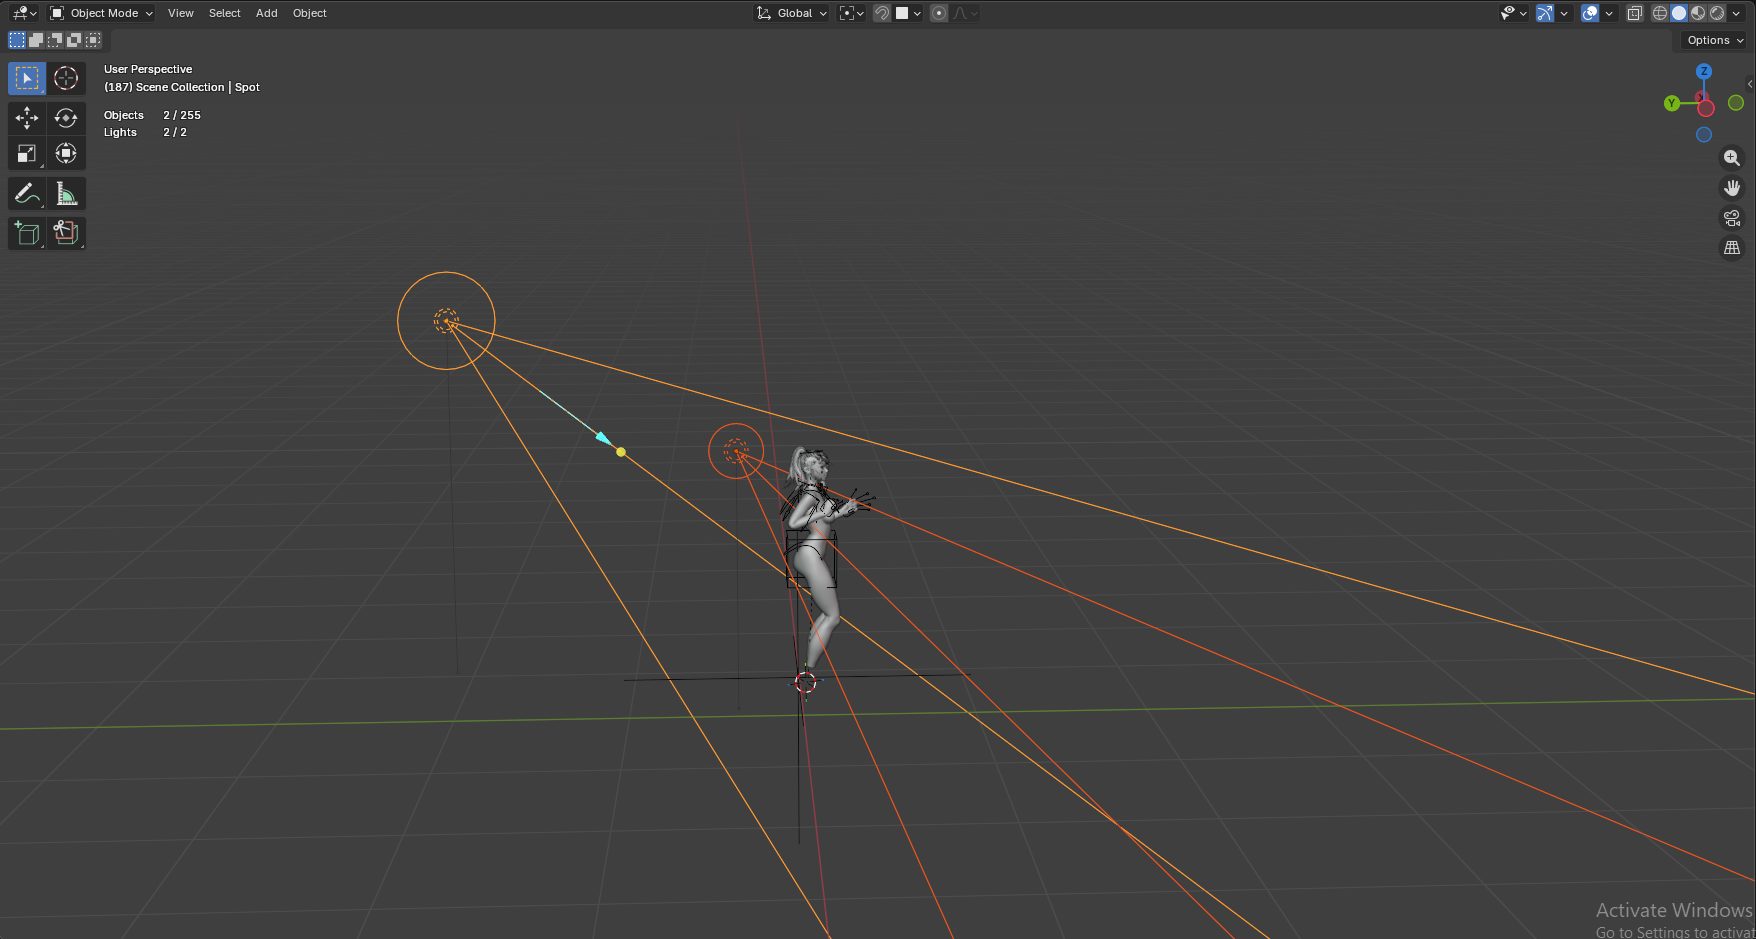 Object Mode View Select Add Object Global
Options
User Perspective
(187) Scene Collection | Spot
Objects 2 / 255
Lights 2 / 2
Z
Y
Activate Windows
Go to Settings to activat